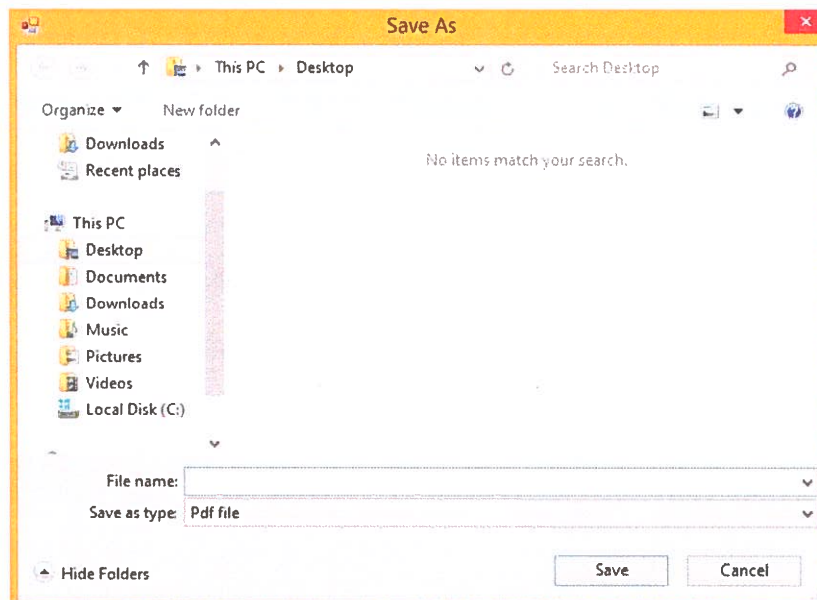 Save As
This PC ▸ Desktop
Search Desktop
Organize
New folder
Downloads
Recent places
No items match your search.
This PC
Desktop
Documents
Downloads
Music
Pictures
Videos
Local Disk (C:)
File name:
Save as type: Pdf file
Hide Folders
Save
Cancel